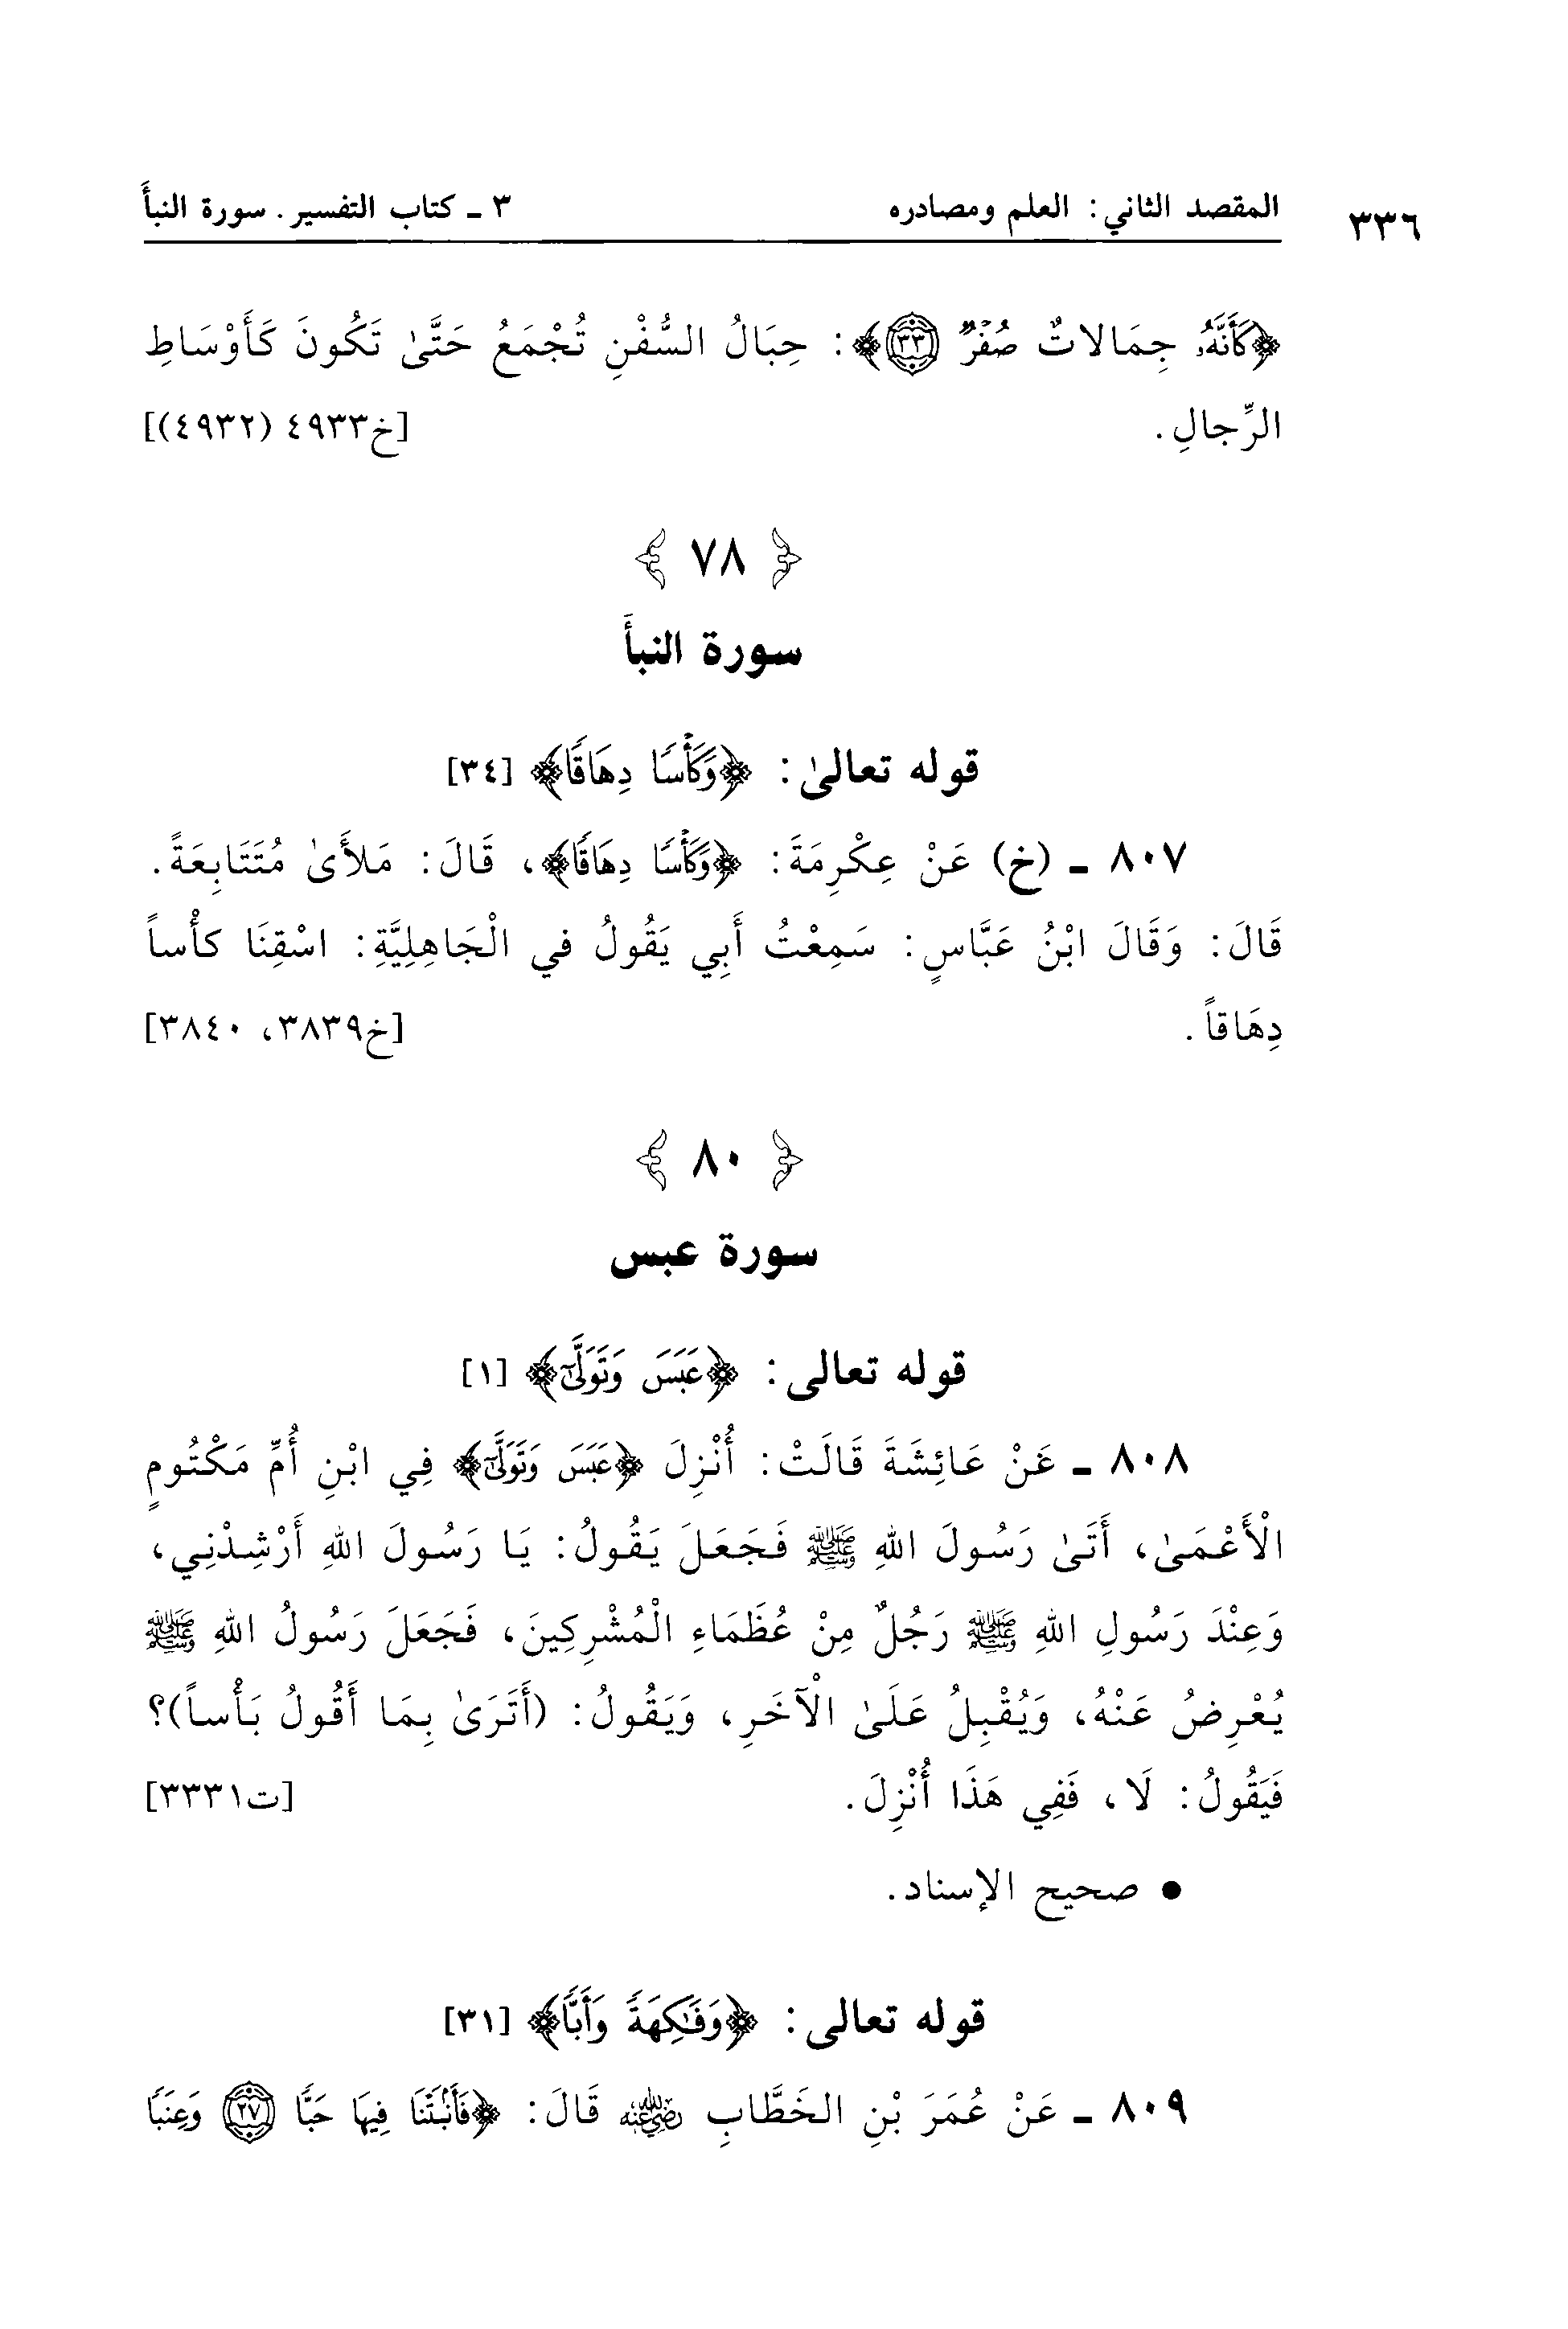 ٣٣٦ المقصد الثاني: العلم ومصادره ٣ ـ كتاب التفسير. سورة النبأ
﴿كَأَنَّهُۥ جِمَالاتٌ صُفْرٌ ۝٣٣﴾: حِبَالُ السُّفْنِ تُجْمَعُ حَتَّىٰ تَكُونَ كَأَوْسَاطِ
الرِّجالِ. [خ٤٩٣٣ (٤٩٣٢)]
﴿ ٧٨ ﴾
سورة النبأ
قوله تعالىٰ: ﴿وَكَأْسًا دِهَاقًا﴾ [٣٤]
٨٠٧ ـ (خ) عَنْ عِكْرِمَةَ: ﴿وَكَأْسًا دِهَاقًا﴾، قَالَ: مَلأَىٰ مُتَتَابِعَةً.
قَالَ: وَقَالَ ابْنُ عَبَّاسٍ: سَمِعْتُ أَبِي يَقُولُ في الْجَاهِلِيَّةِ: اسْقِنَا كأْساً
دِهَاقاً. [خ٣٨٣٩، ٣٨٤٠]
﴿ ٨٠ ﴾
سورة عبس
قوله تعالى: ﴿عَبَسَ وَتَوَلَّىٰٓ﴾ [١]
٨٠٨ ـ عَنْ عَائِشَةَ قَالَتْ: أُنْزِلَ ﴿عَبَسَ وَتَوَلَّىٰٓ﴾ فِي ابْنِ أُمِّ مَكْتُومٍ
الْأَعْمَىٰ، أَتَىٰ رَسُولَ اللهِ ﷺ فَجَعَلَ يَقُولُ: يَا رَسُولَ اللهِ أَرْشِدْنِي،
وَعِنْدَ رَسُولِ اللهِ ﷺ رَجُلٌ مِنْ عُظَمَاءِ الْمُشْرِكِينَ، فَجَعَلَ رَسُولُ اللهِ ﷺ
يُعْرِضُ عَنْهُ، وَيُقْبِلُ عَلَىٰ الْآخَرِ، وَيَقُولُ: (أَتَرَىٰ بِمَا أَقُولُ بَأْساً)؟
فَيَقُولُ: لَا، فَفِي هَذَا أُنْزِلَ. [ت٣٣٣١]
● صحيح الإسناد.
قوله تعالى: ﴿وَفَٰكِهَةً وَأَبًّا﴾ [٣١]
٨٠٩ ـ عَنْ عُمَرَ بْنِ الخَطَّابِ رضي الله عنه قَالَ: ﴿فَأَنۢبَتْنَا فِيهَا حَبًّا ۝٢٧ وَعِنَبًا